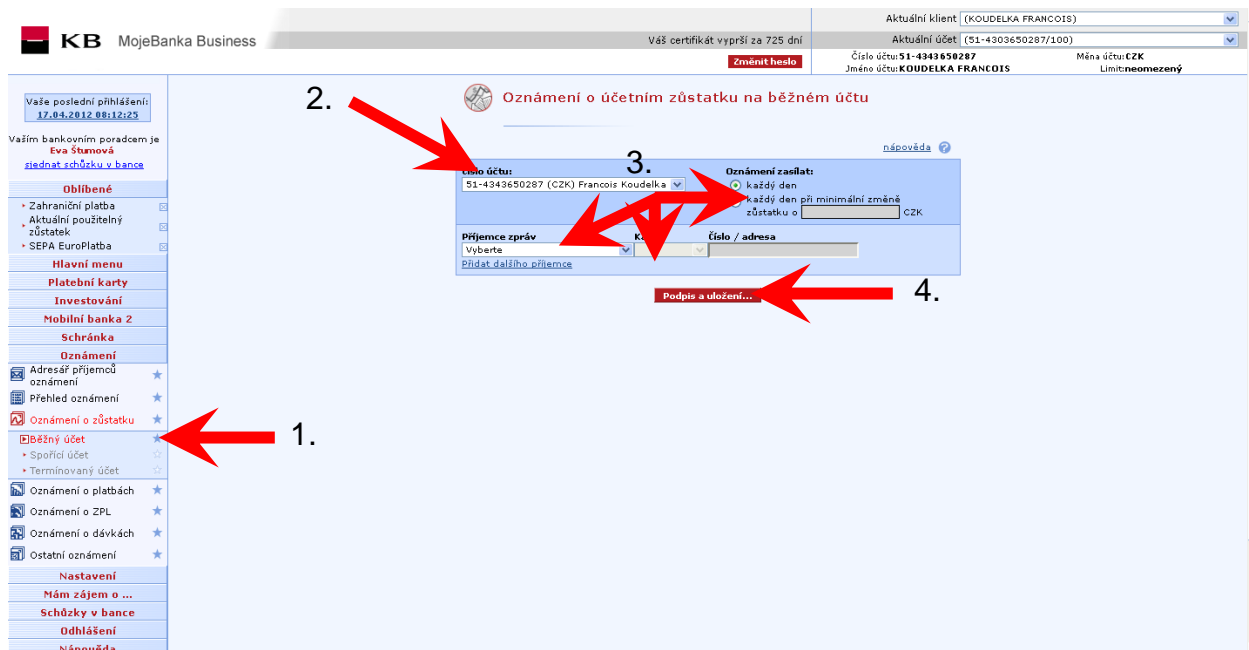 Aktuální klient (KOUDELKA FRANCOIS)
KB MojeBanka Business
Váš certifikát vyprší za 725 dní
Aktuální účet (51-4303650287/100)
Změnit heslo
Číslo účtu:51-4343650287 Měna účtu:CZK
Jméno účtu:KOUDELKA FRANCOIS Limit:neomezený
Vaše poslední přihlášení:
17.04.2012 08:12:25
Vaším bankovním poradcem je
Eva Štumová
sjednat schůzku v bance
Oblíbené
Zahraniční platba
Aktuální použitelný
zůstatek
SEPA EuroPlatba
Hlavní menu
Platební karty
Investování
Mobilní banka 2
Schránka
Oznámení
Adresář příjemců
oznámení
Přehled oznámení
Oznámení o zůstatku
Běžný účet
Spořící účet
Termínovaný účet
Oznámení o platbách
Oznámení o ZPL
Oznámení o dávkách
Ostatní oznámení
Nastavení
Mám zájem o ...
Schůzky v bance
Odhlášení
Nápověda
1.
2.
Oznámení o účetním zůstatku na běžném účtu
nápověda
3.
účtu:
Oznámení zasílat:
51-4343650287 (CZK) Francois Koudelka
každý den
každý den při minimální změně
zůstatku o CZK
Příjemce zpráv
Číslo / adresa
Vyberte
Přidat dalšího příjemce
Podpis a uložení...
4.